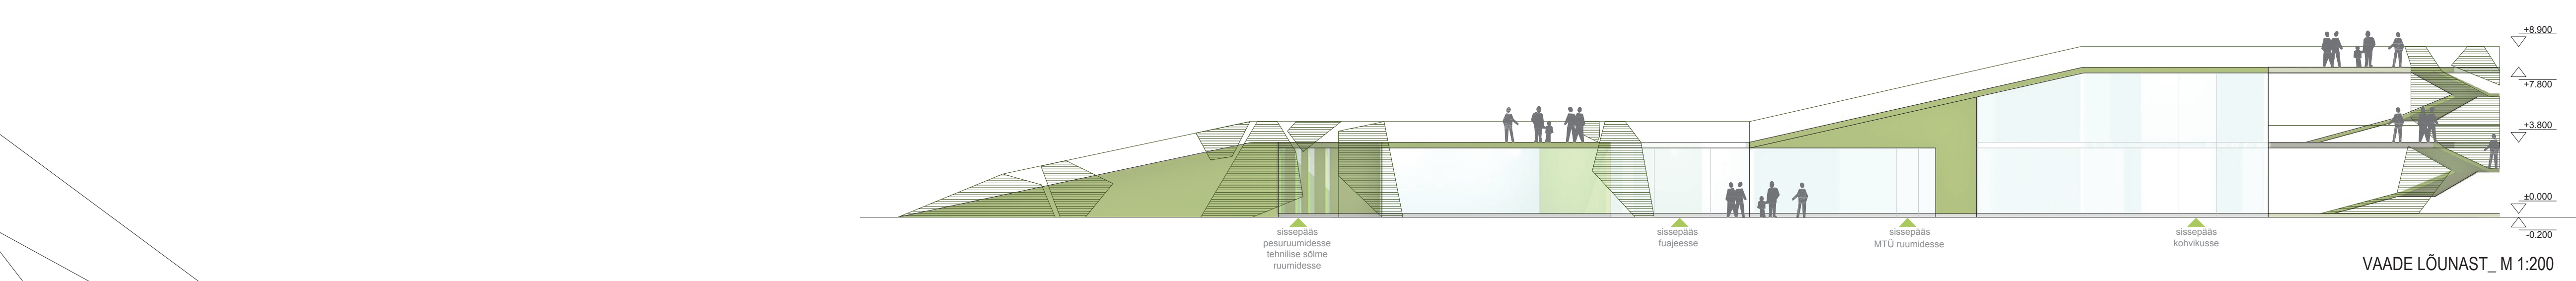 +8.900
+7.800
+3.800
±0.000
-0.200
sissepääs
pesuruumidesse
tehnilise sõlme
ruumidesse
sissepääs
fuajeesse
sissepääs
MTÜ ruumidesse
sissepääs
kohvikusse
VAADE LÕUNAST_ M 1:200